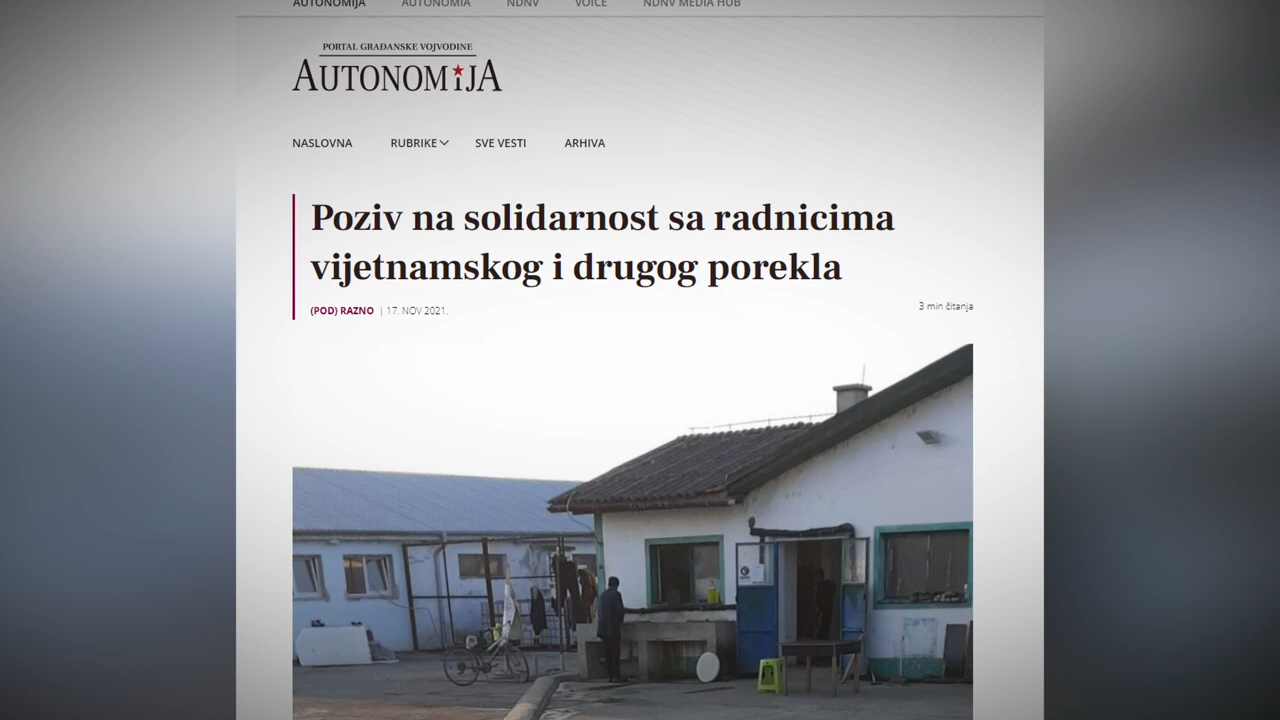 AUTONOMIJA AUTONOMIA NDNV VOICE NDNV MEDIA HUB
PORTAL GRAĐANSKE VOJVODINE
AUTONOMiJA
NASLOVNA RUBRIKE SVE VESTI ARHIVA
Poziv na solidarnost sa radnicima
vijetnamskog i drugog porekla
(POD) RAZNO | 17. NOV 2021.
3 min čitanja